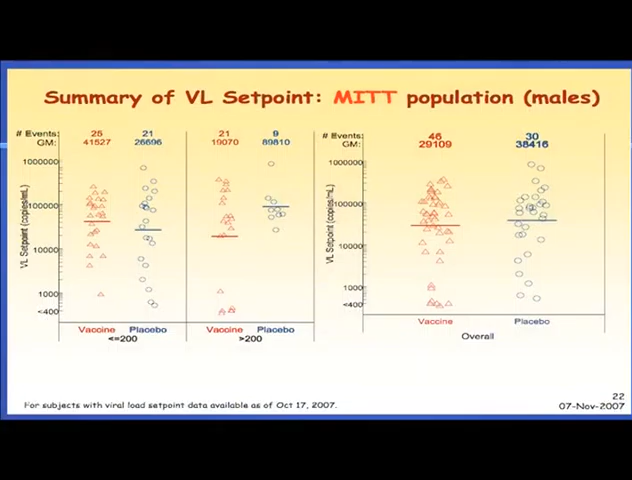 Summary of VL Setpoint: MITT population (males)
# Events: 25 21 21 9
GM: 41527 26696 19070 89810
# Events: 46 30
GM: 29109 38416
VL Setpoint (copies/mL)
1000000
100000
10000
1000
<400
Vaccine Placebo Vaccine Placebo
<=200 >200
VL Setpoint (copies/mL)
1000000
100000
10000
1000
<400
Vaccine Placebo
Overall
For subjects with viral load setpoint data available as of Oct 17, 2007.
22
07-Nov-2007